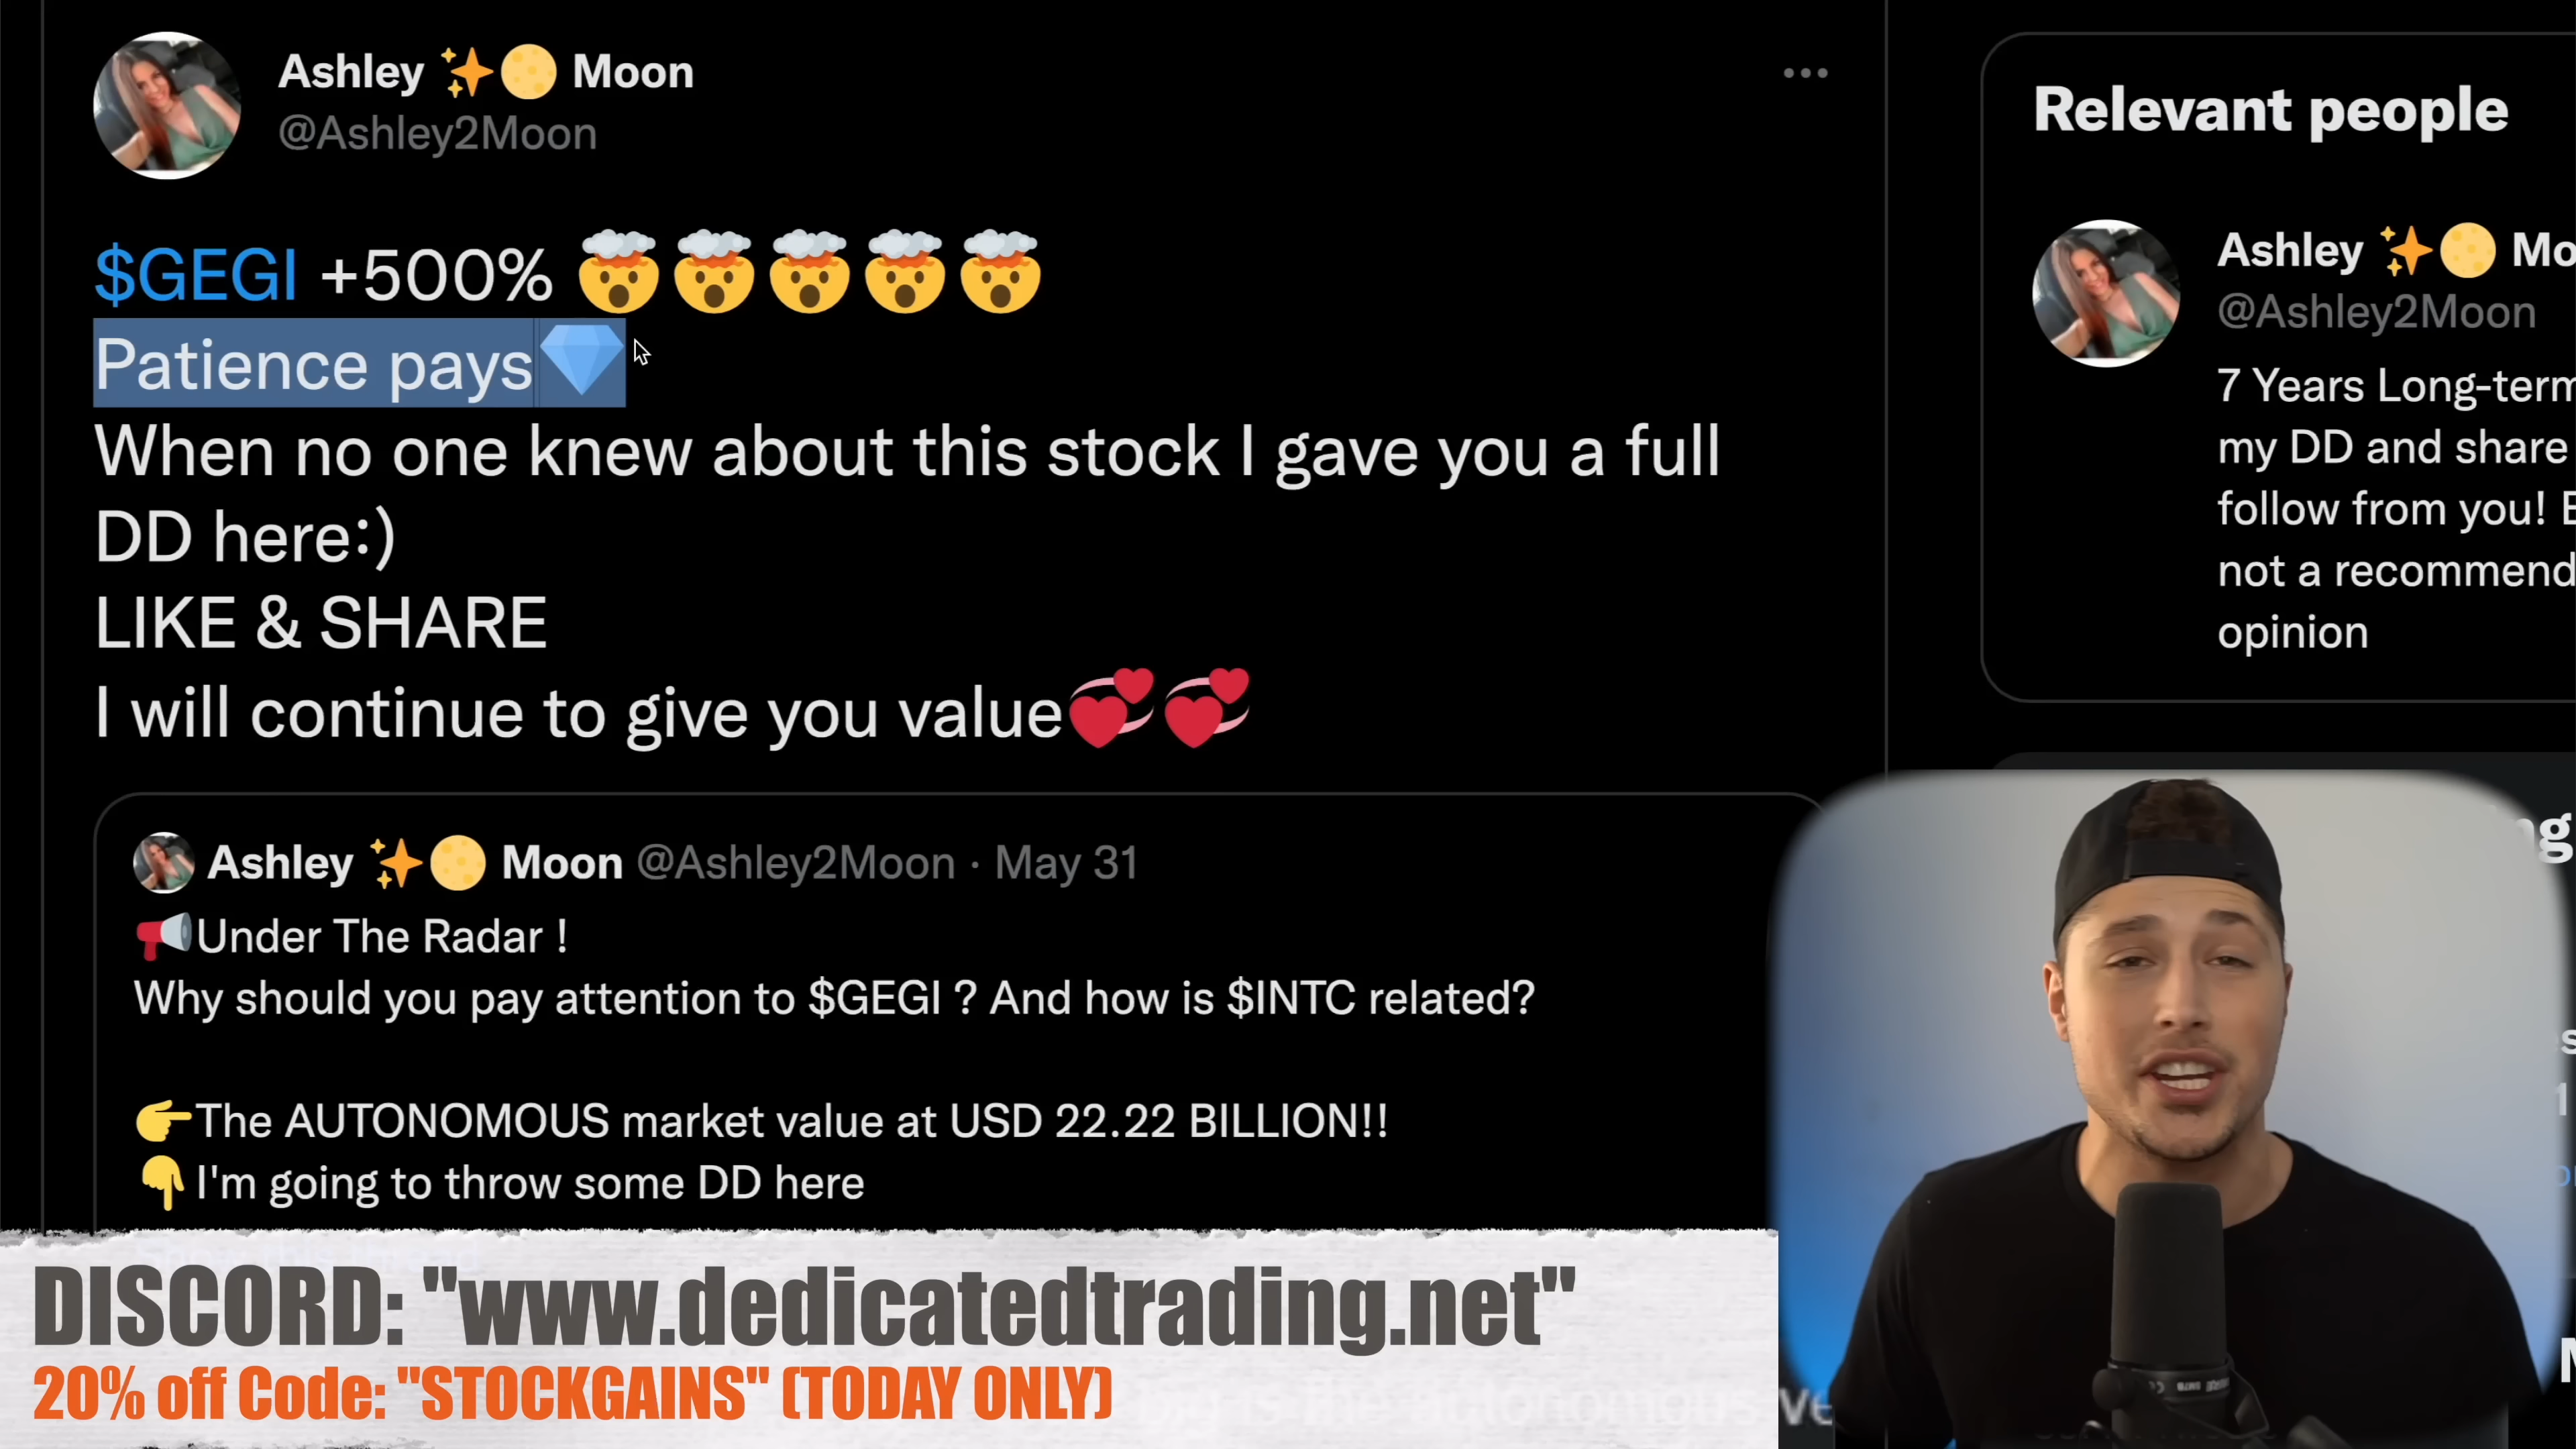 Ashley ✨🌕 Moon
@Ashley2Moon
$GEGI +500% 🤯🤯🤯🤯🤯
Patience pays💎
When no one knew about this stock I gave you a full
DD here:)
LIKE & SHARE
I will continue to give you value💞💞
Ashley ✨🌕 Moon @Ashley2Moon · May 31
📢Under The Radar !
Why should you pay attention to $GEGI ? And how is $INTC related?
👉The AUTONOMOUS market value at USD 22.22 BILLION!!
👇I'm going to throw some DD here
Show this thread
Relevant people
Ashley ✨🌕 Mo
@Ashley2Moon
7 Years Long-term
my DD and share
follow from you! E
not a recommend
opinion
DISCORD: "www.dedicatedtrading.net"
20% off Code: "STOCKGAINS" (TODAY ONLY)